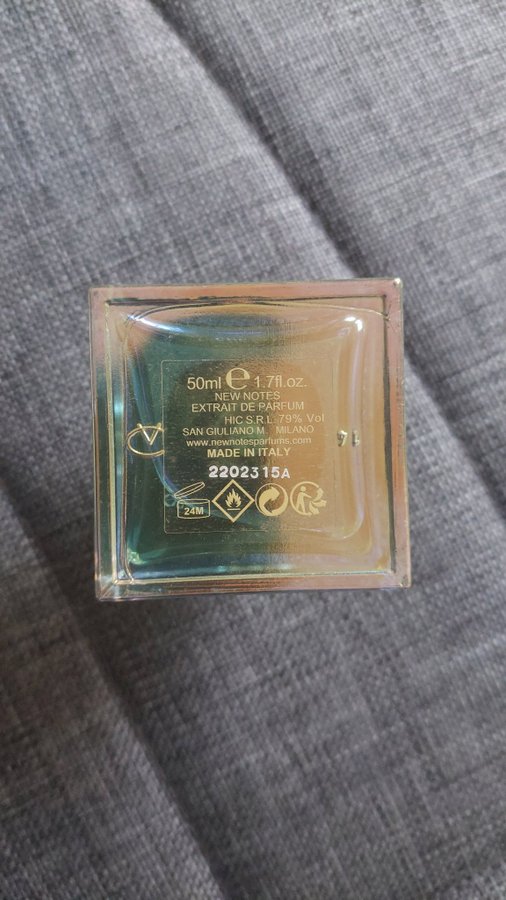 50ml ℮ 1.7fl.oz.
NEW NOTES
EXTRAIT DE PARFUM
HIC S.R.L. 79% Vol
SAN GIULIANO M. MILANO
www.newnotesparfums.com
MADE IN ITALY
2202315A
24M